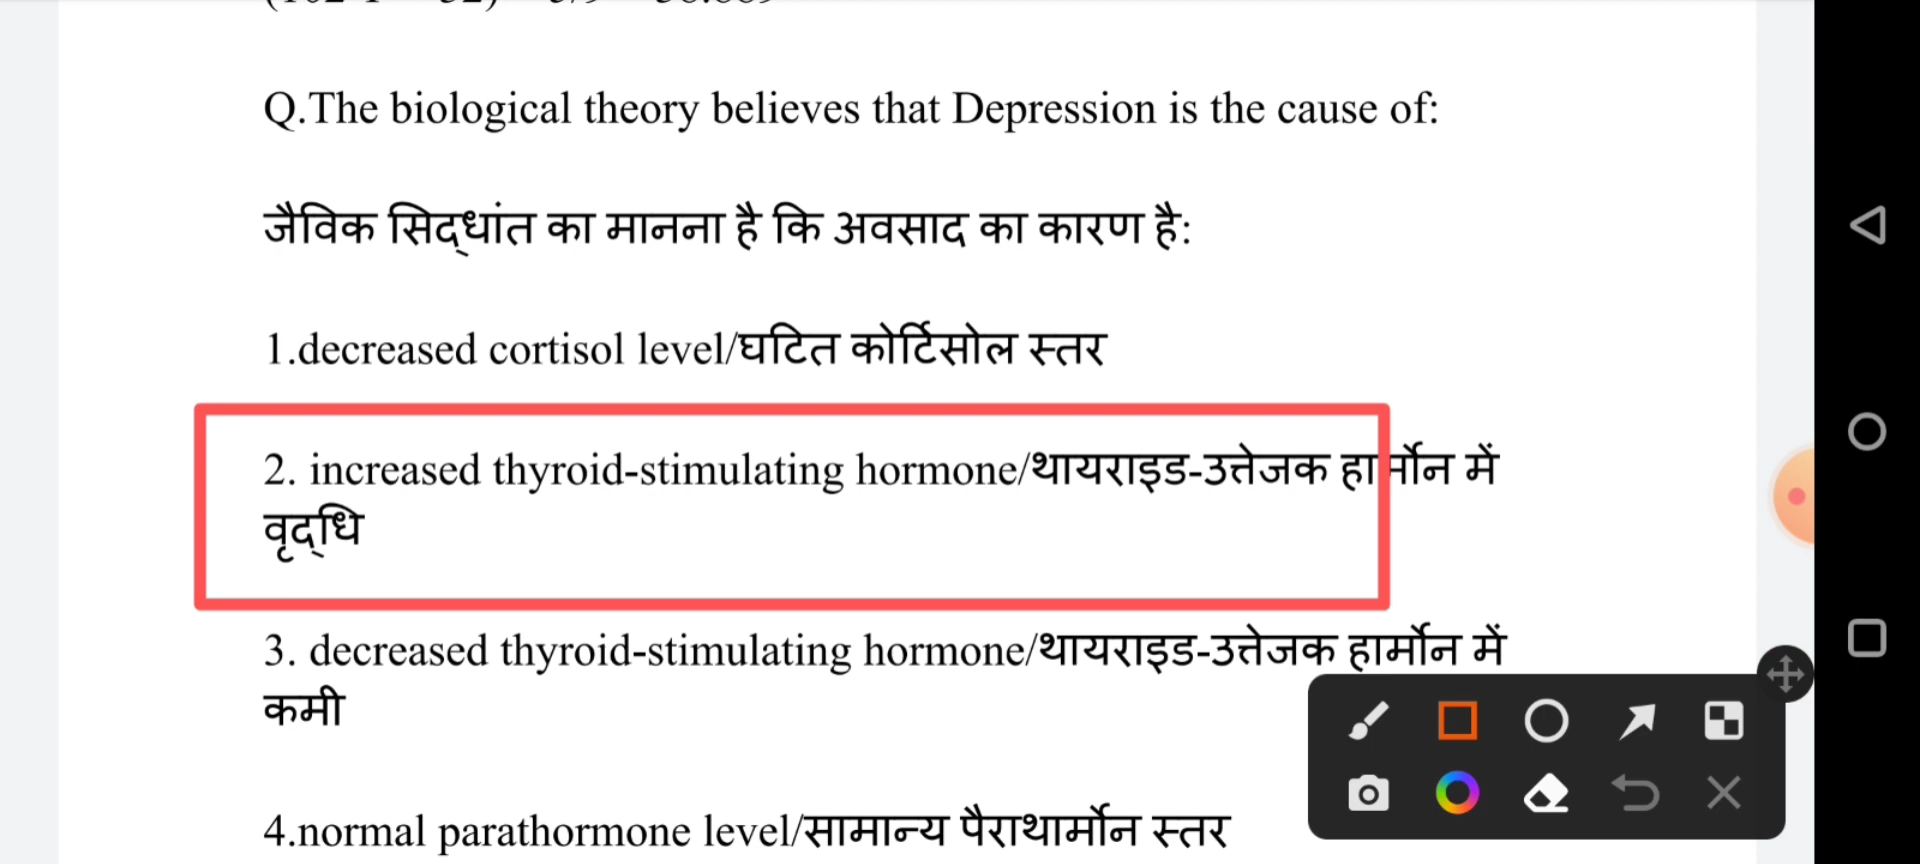 Q.The biological theory believes that Depression is the cause of:
जैविक सिद्धांत का मानना है कि अवसाद का कारण है:
1.decreased cortisol level/घटित कोर्टिसोल स्तर
2. increased thyroid-stimulating hormone/थायराइड-उत्तेजक हार्मोन में
वृद्धि
3. decreased thyroid-stimulating hormone/थायराइड-उत्तेजक हार्मोन में
कमी
4.normal parathormone level/सामान्य पैराथार्मोन स्तर